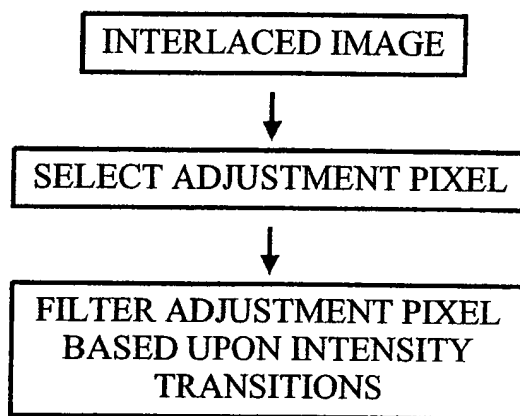 INTERLACED IMAGE
SELECT ADJUSTMENT PIXEL
FILTER ADJUSTMENT PIXEL
BASED UPON INTENSITY
TRANSITIONS